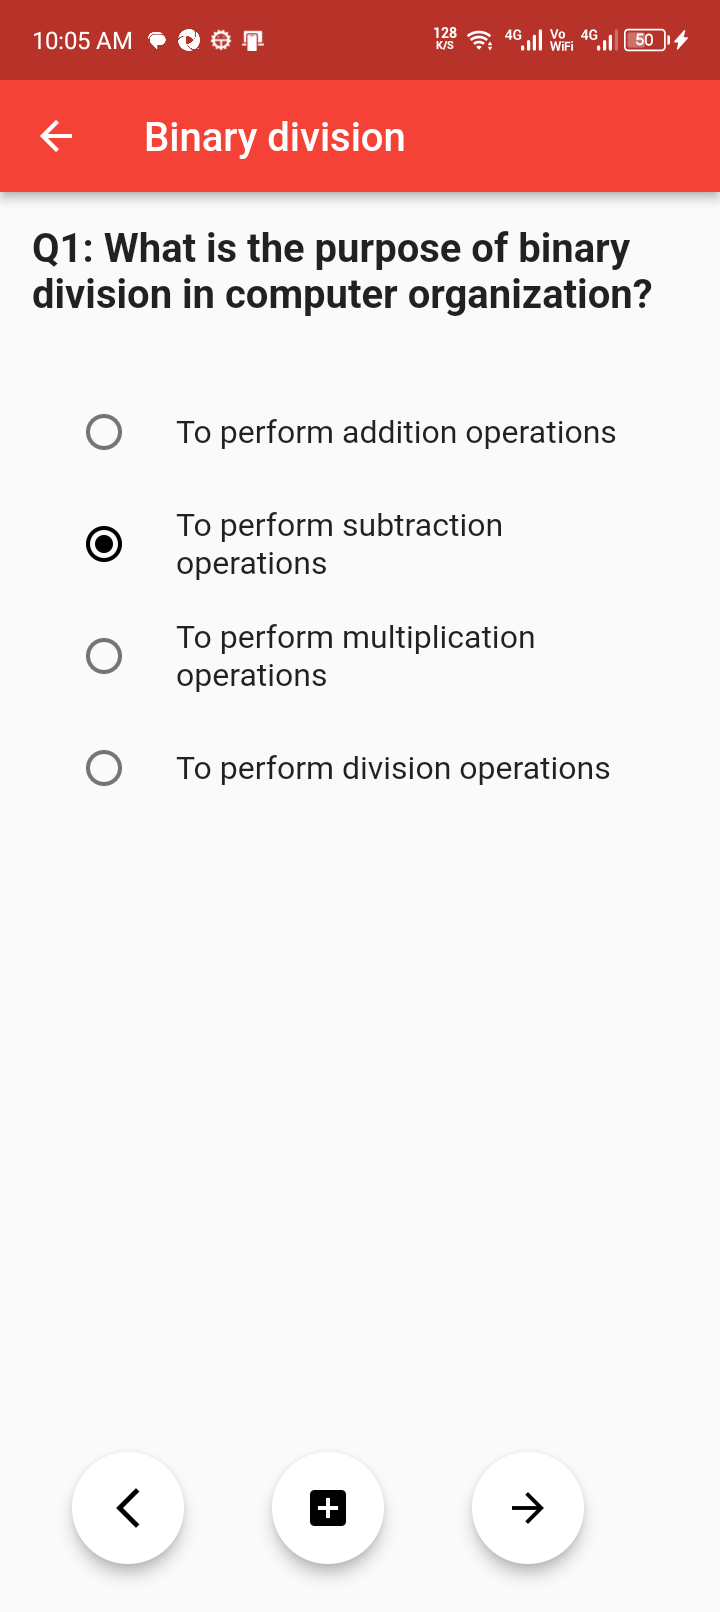 10:05 AM
128 K/S 4G Vo WiFi 4G 50
Binary division
Q1: What is the purpose of binary
division in computer organization?
To perform addition operations
To perform subtraction
operations
To perform multiplication
operations
To perform division operations